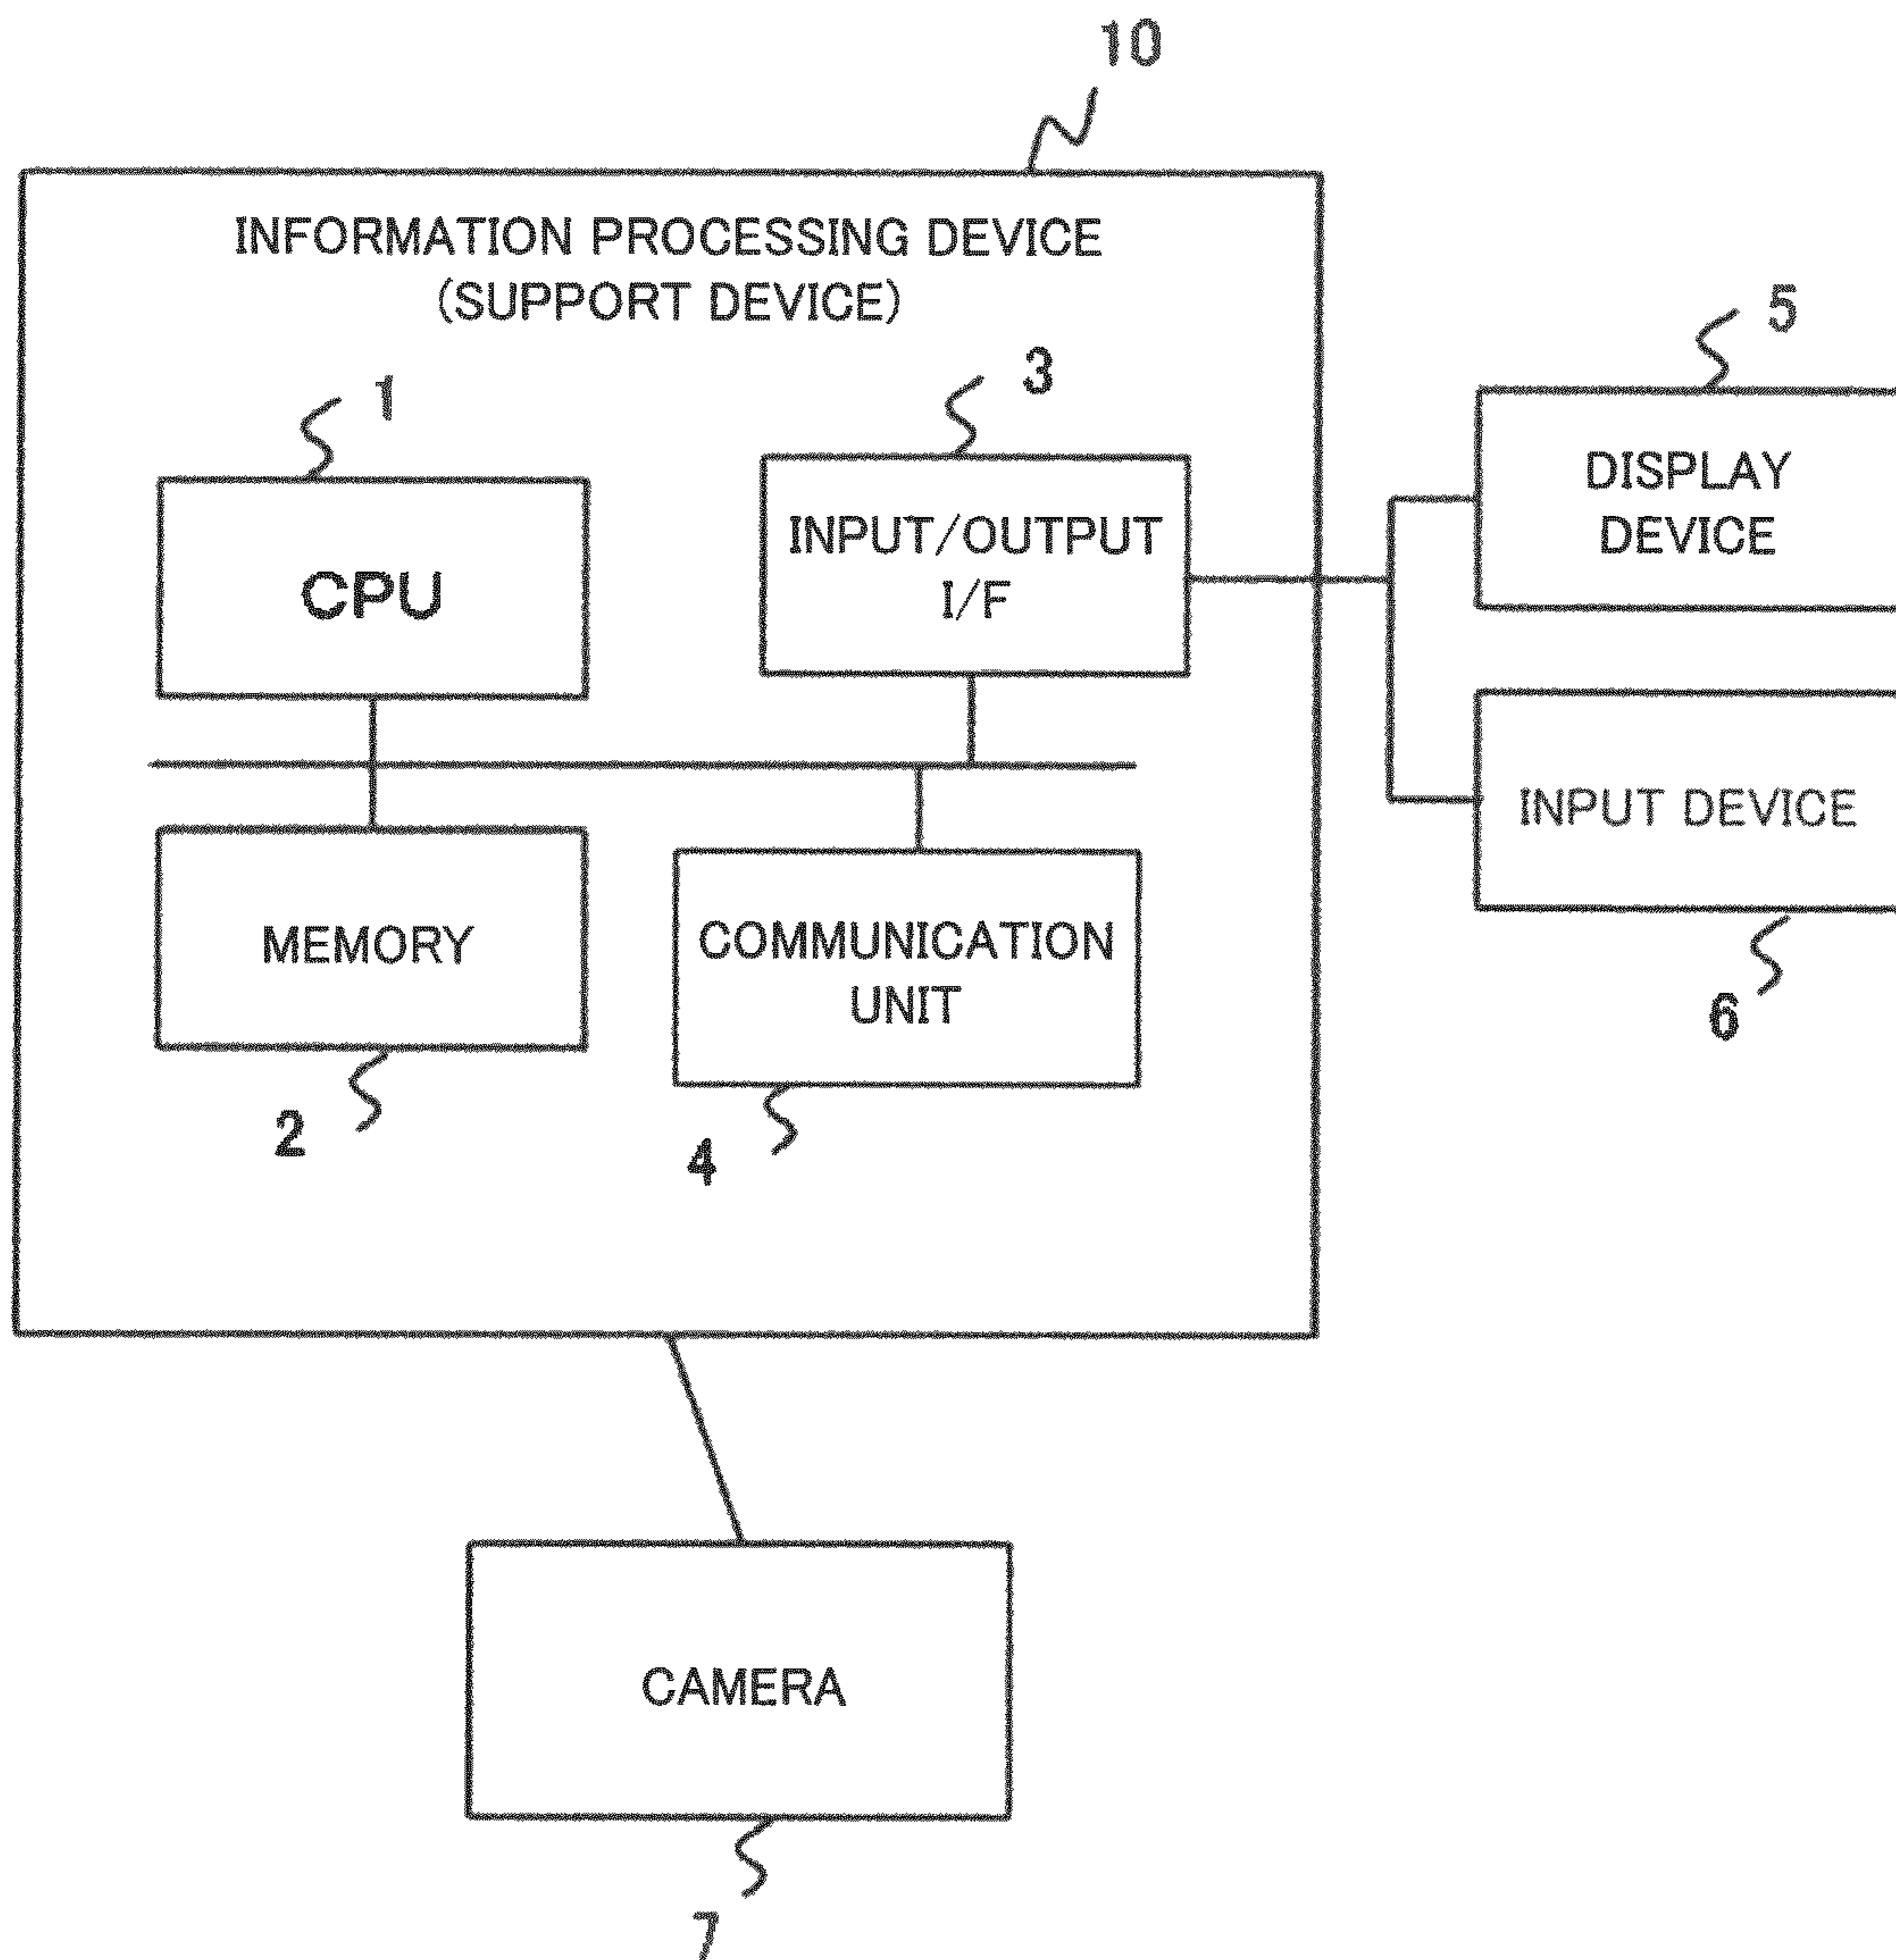 10
INFORMATION PROCESSING DEVICE
(SUPPORT DEVICE)
1
3
5
CPU
INPUT/OUTPUT
I/F
DISPLAY
DEVICE
INPUT DEVICE
MEMORY
COMMUNICATION
UNIT
2
4
6
CAMERA
7